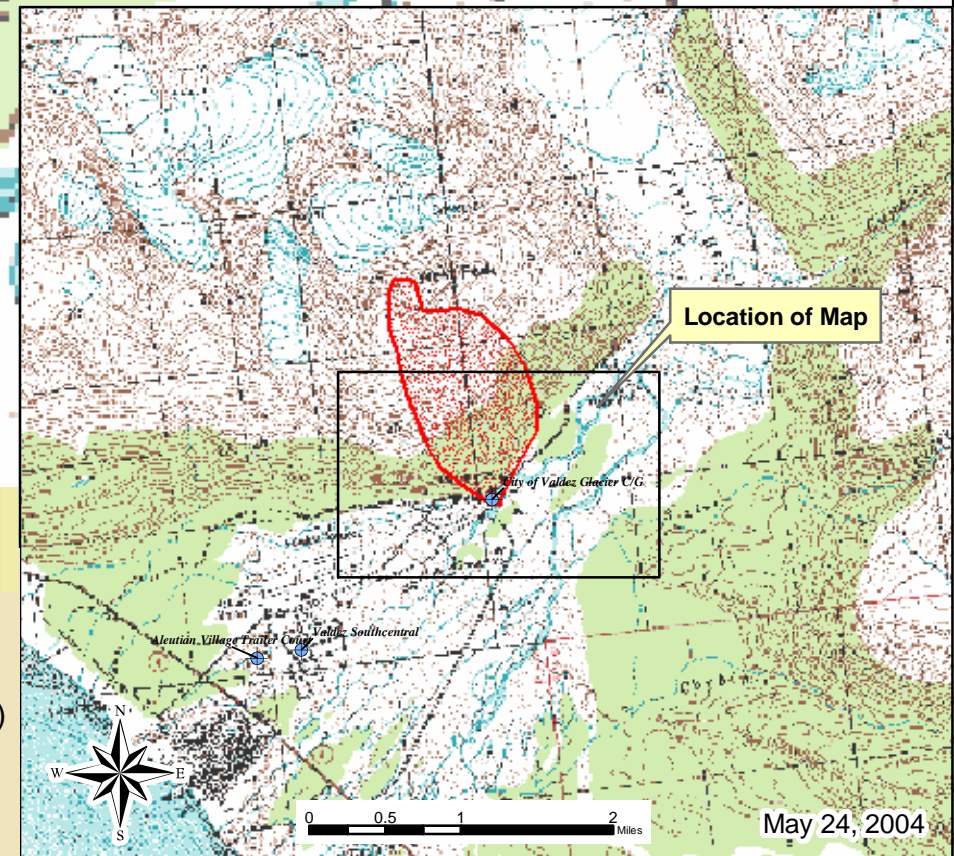 Location of Map
City of Valdez Glacier C/G
Valdez Southcentral
Aleutian Village Trailer Court
)
N
W
E
S
0
0.5
1
2
Miles
May 24, 2004